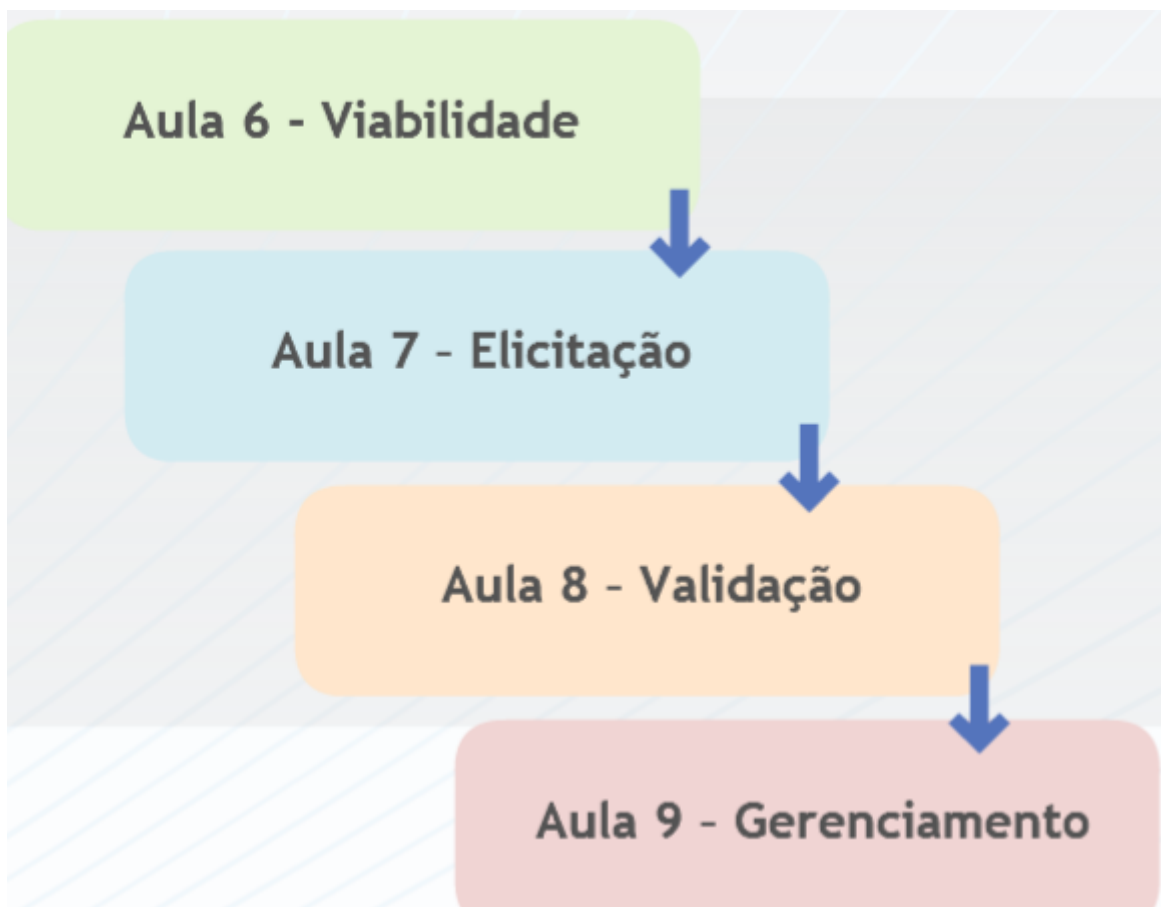 Aula 6 - Viabilidade
Aula 7 – Elicitação
Aula 8 – Validação
Aula 9 – Gerenciamento